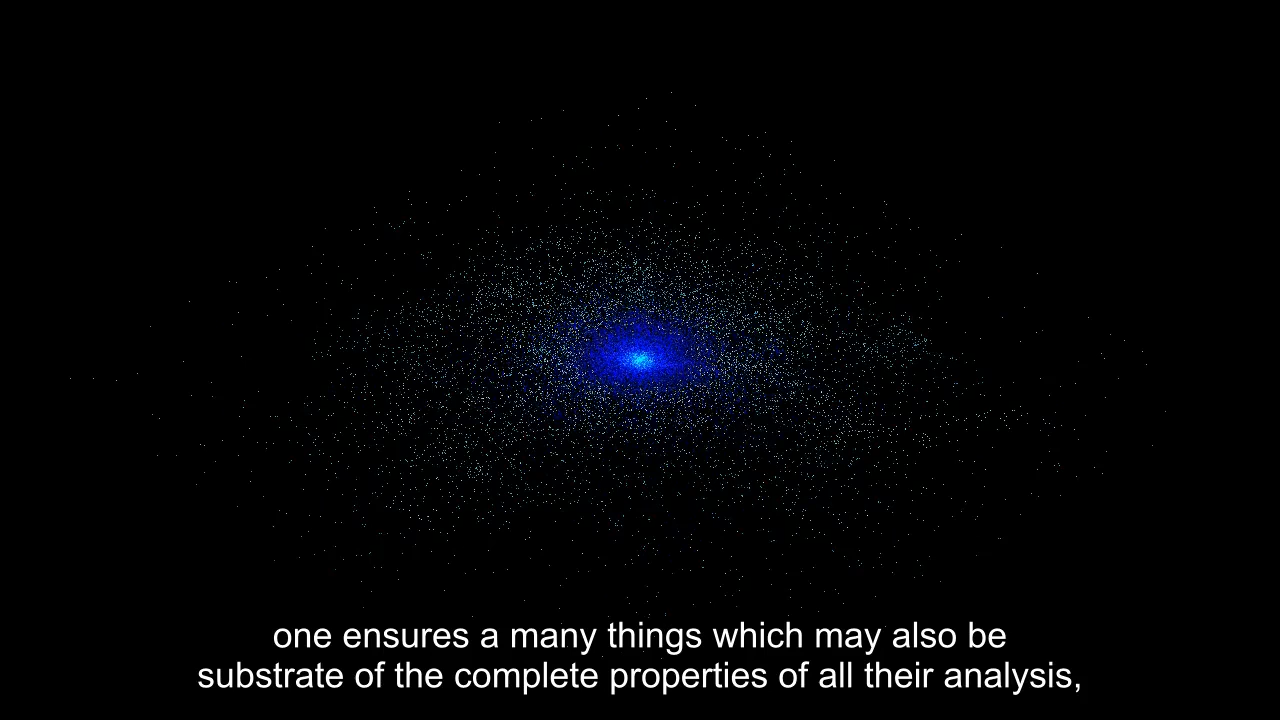 one ensures a many things which may also be
substrate of the complete properties of all their analysis,